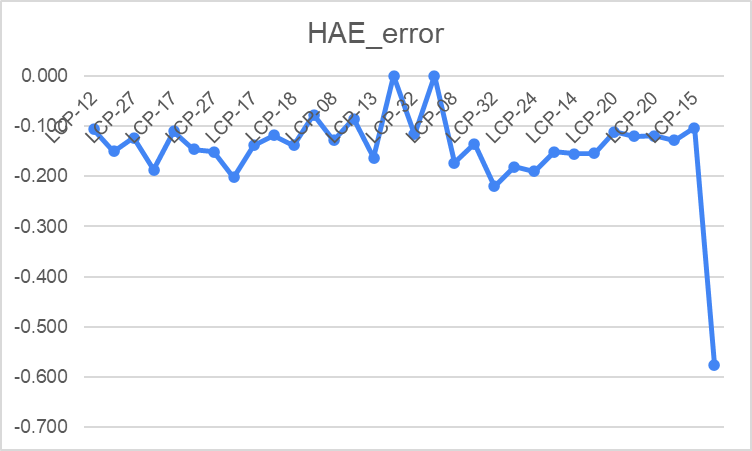 HAE_error
0.000
-0.100
-0.200
-0.300
-0.400
-0.500
-0.600
-0.700
LCP-12
LCP-27
LCP-17
LCP-27
LCP-17
LCP-18
LCP-08
LCP-13
LCP-32
LCP-08
LCP-32
LCP-24
LCP-14
LCP-20
LCP-20
LCP-15